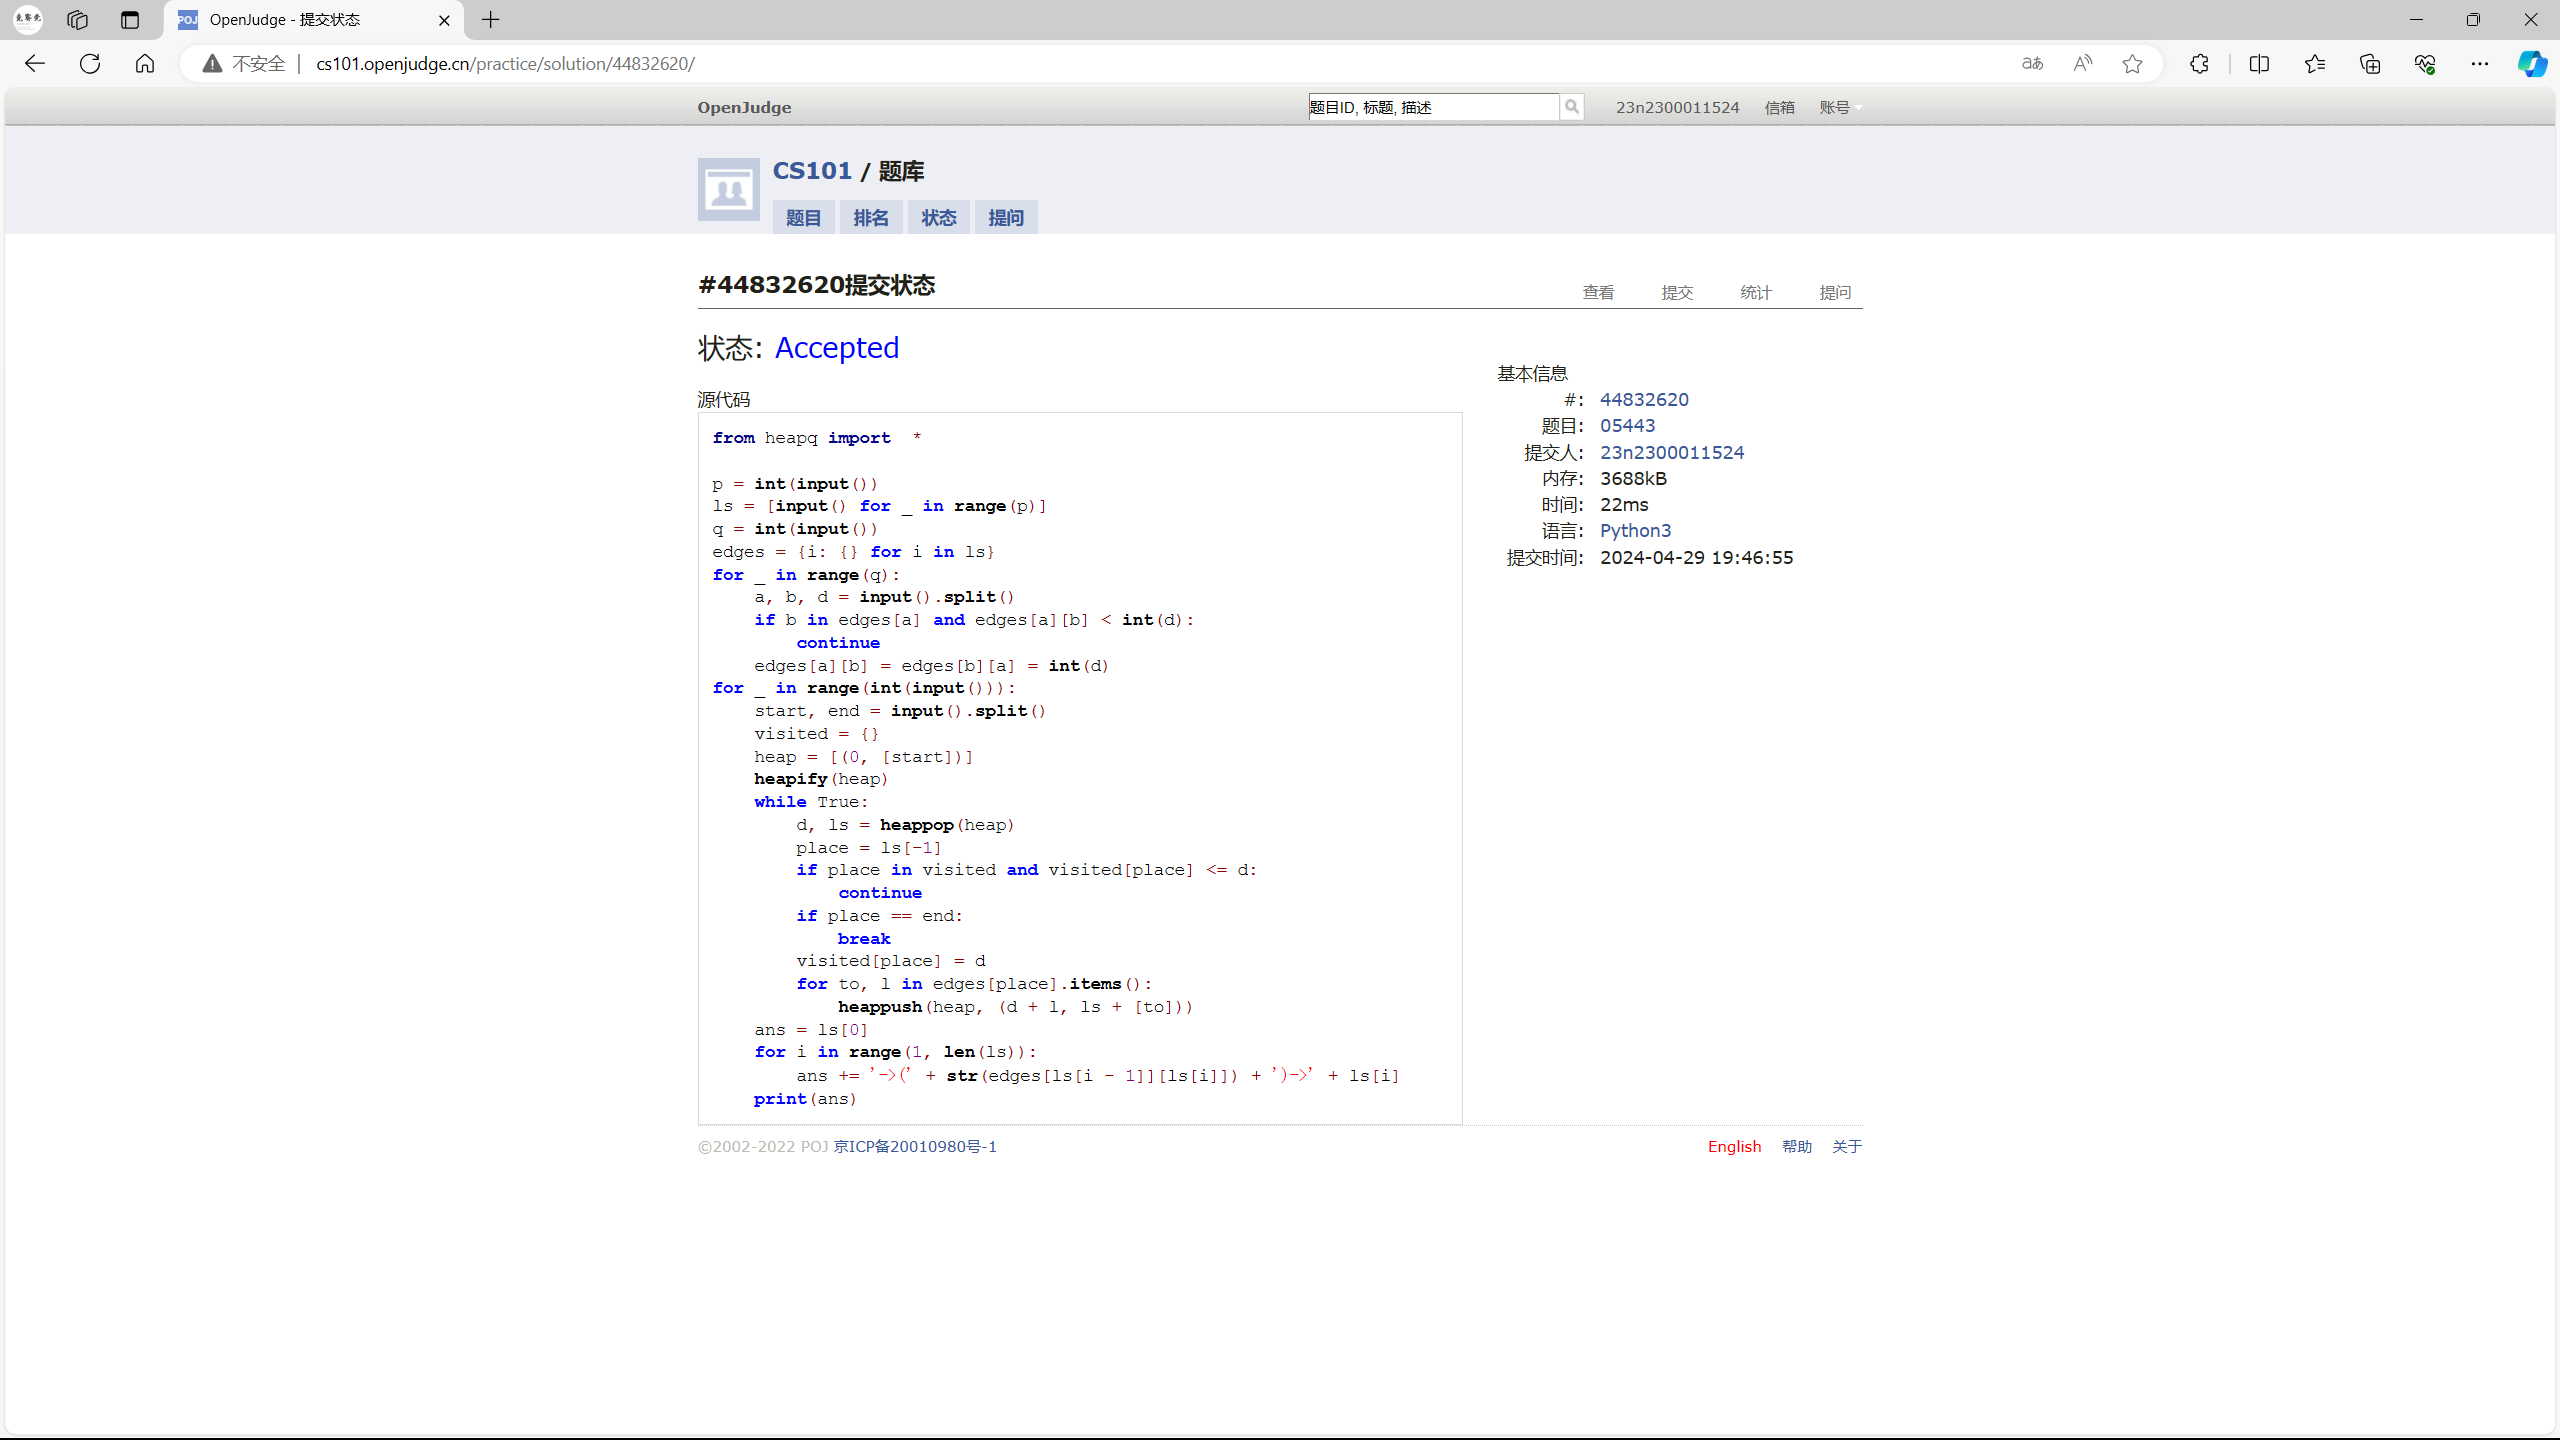 OpenJudge - 提交状态
不安全 cs101.openjudge.cn/practice/solution/44832620/
OpenJudge 题目ID, 标题, 描述 23n2300011524 信箱 账号
CS101 / 题库
题目 排名 状态 提问
#44832620提交状态 查看 提交 统计 提问
状态: Accepted
源代码
from heapq import  *
p = int(input())
ls = [input() for _ in range(p)]
q = int(input())
edges = {i: {} for i in ls}
for _ in range(q):
    a, b, d = input().split()
    if b in edges[a] and edges[a][b] < int(d):
        continue
    edges[a][b] = edges[b][a] = int(d)
for _ in range(int(input())):
    start, end = input().split()
    visited = {}
    heap = [(0, [start])]
    heapify(heap)
    while True:
        d, ls = heappop(heap)
        place = ls[-1]
        if place in visited and visited[place] <= d:
            continue
        if place == end:
            break
        visited[place] = d
        for to, l in edges[place].items():
            heappush(heap, (d + l, ls + [to]))
    ans = ls[0]
    for i in range(1, len(ls)):
        ans += '->(' + str(edges[ls[i - 1]][ls[i]]) + ')->' + ls[i]
    print(ans)
基本信息
#: 44832620
题目: 05443
提交人: 23n2300011524
内存: 3688kB
时间: 22ms
语言: Python3
提交时间: 2024-04-29 19:46:55
©2002-2022 POJ 京ICP备20010980号-1 English 帮助 关于